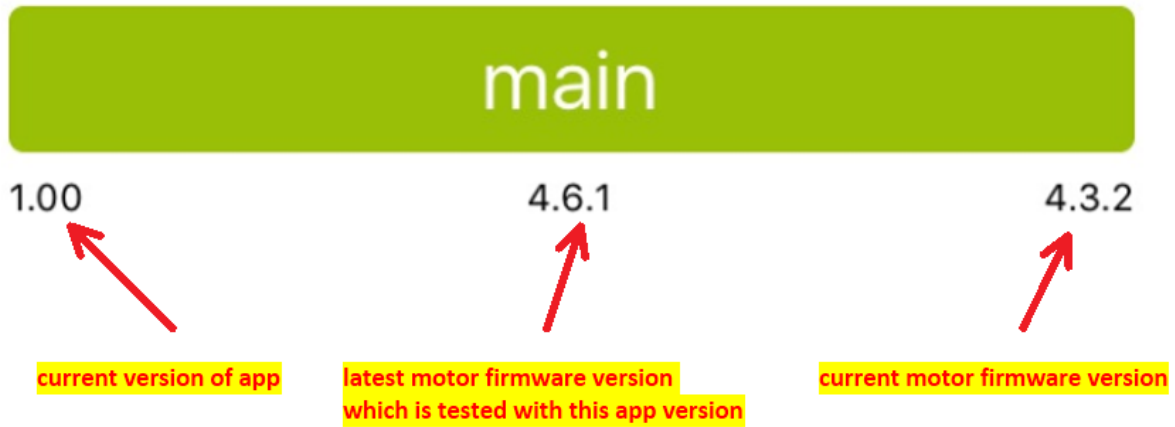 main
1.00 4.6.1 4.3.2
current version of app
latest motor firmware version
which is tested with this app version
current motor firmware version